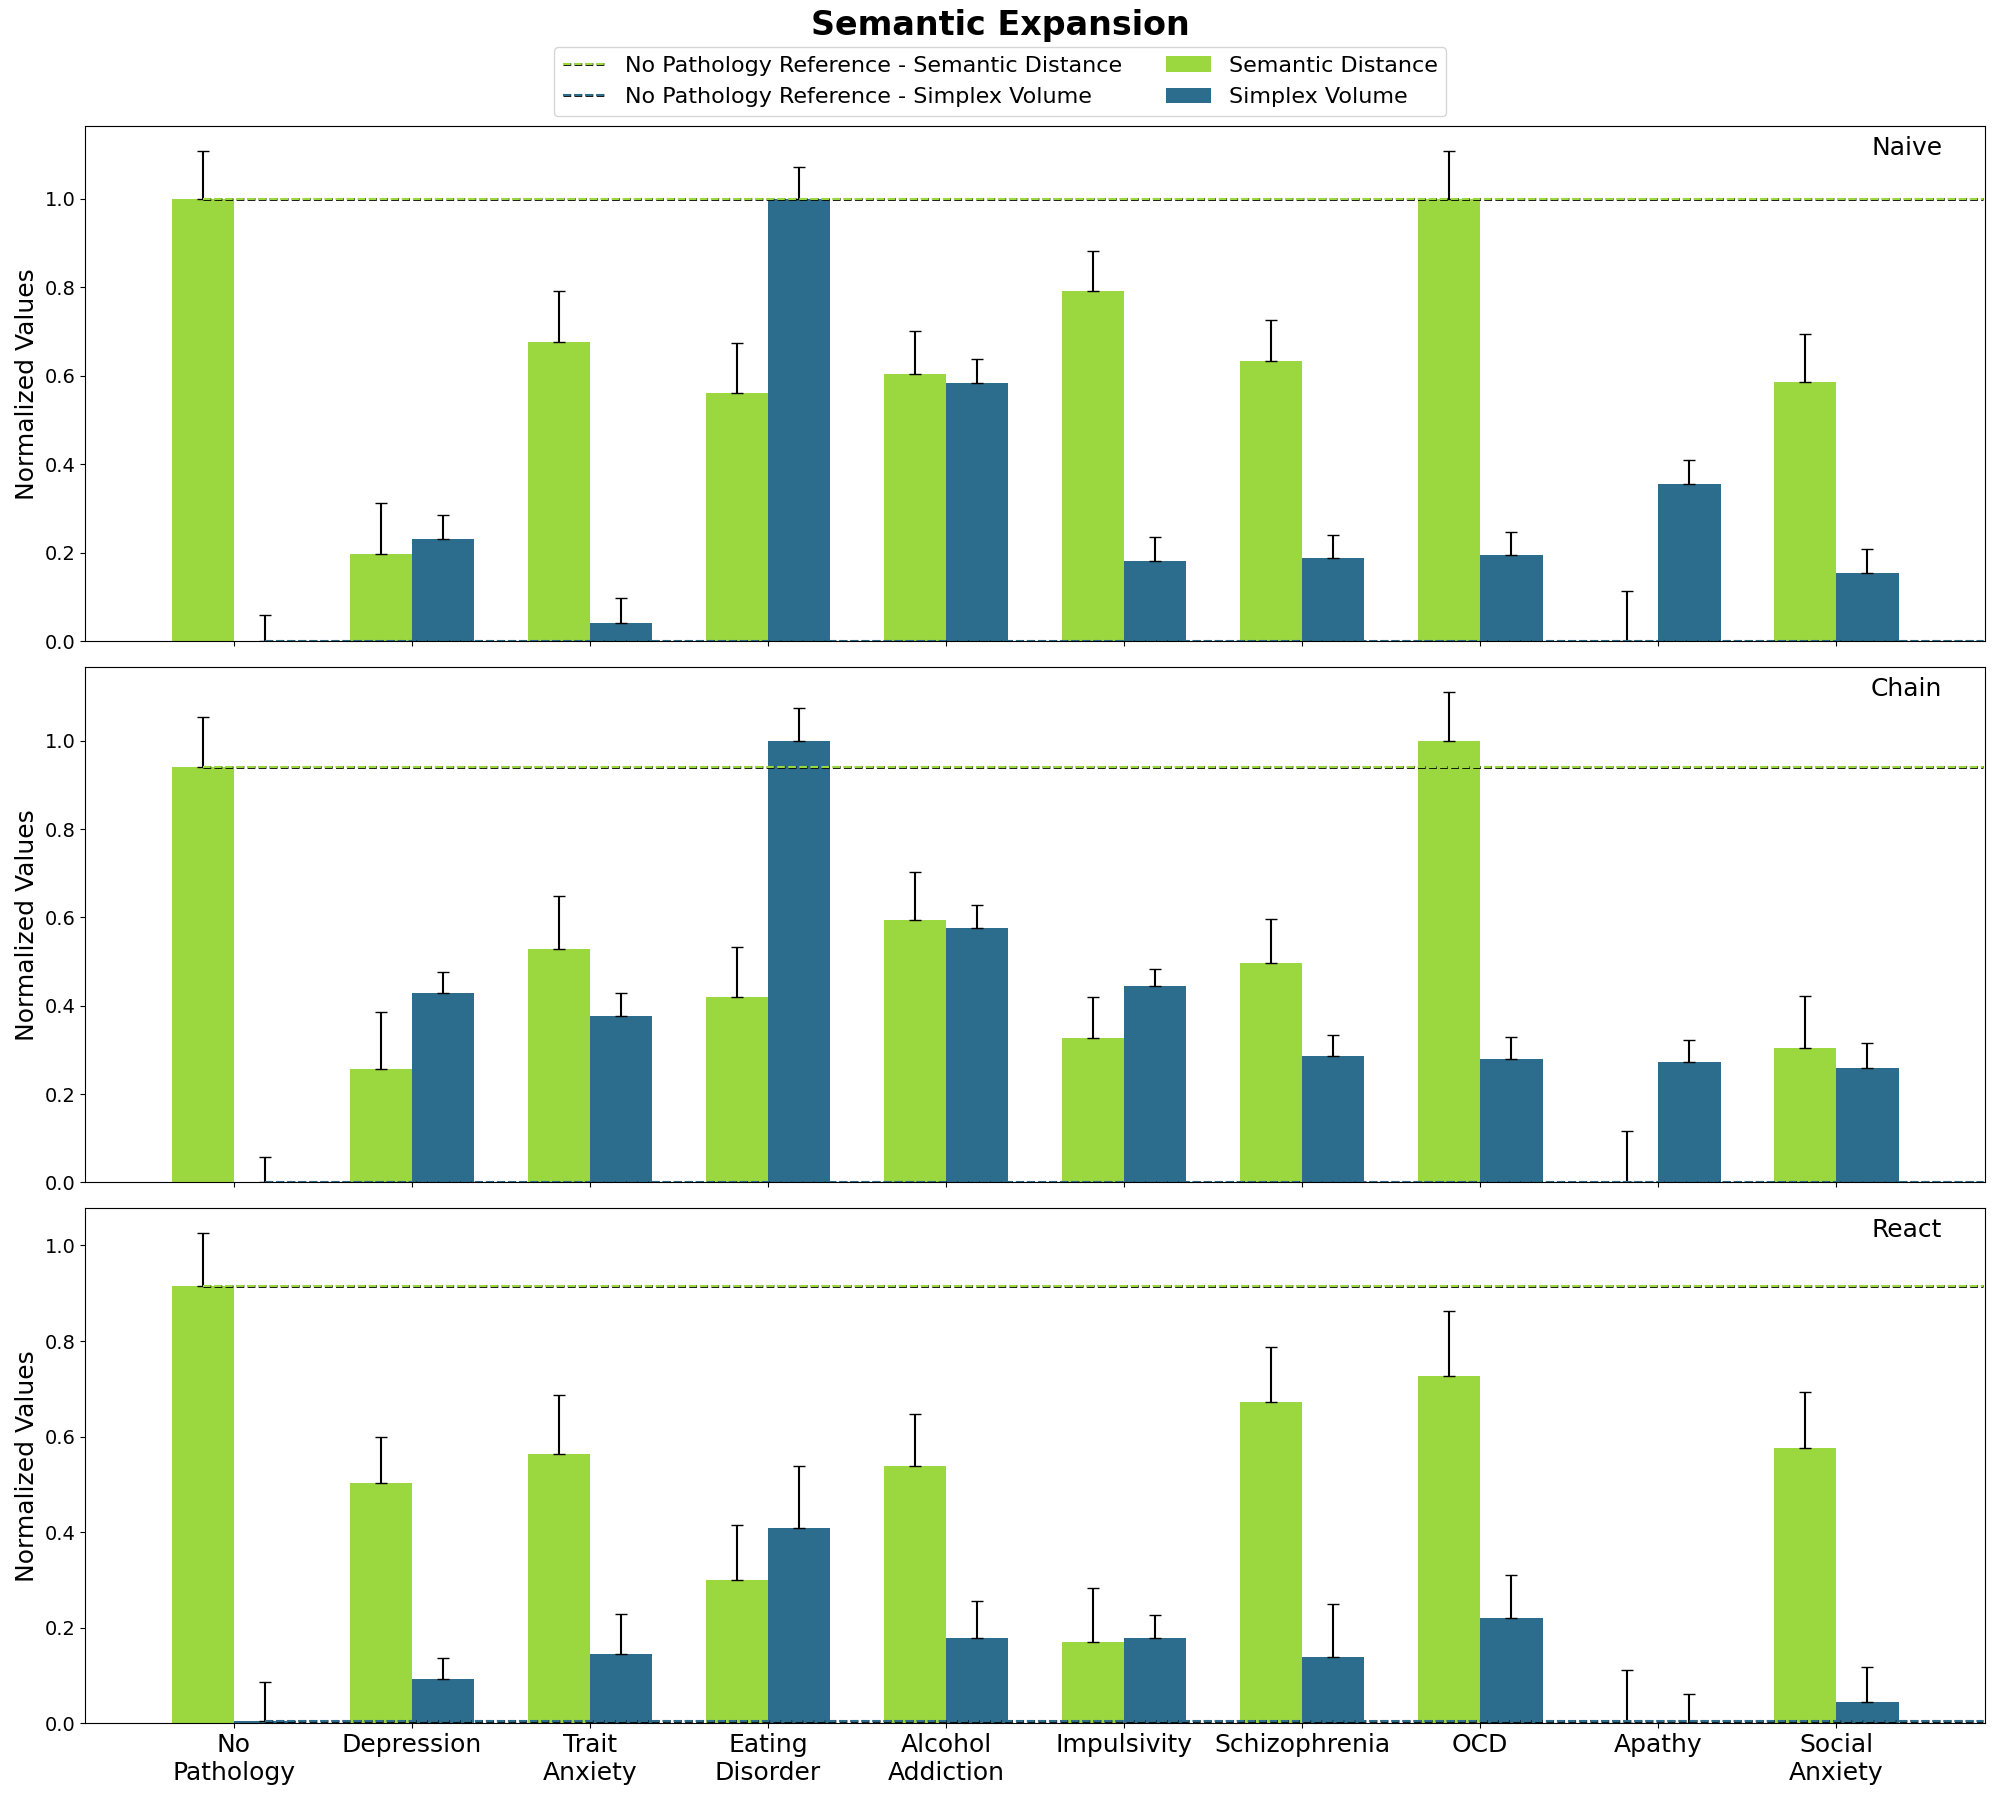 Semantic Expansion
No Pathology Reference - Semantic Distance
No Pathology Reference - Simplex Volume
Semantic Distance
Simplex Volume
Naive
Normalized Values
1.0
0.8
0.6
0.4
0.2
0.0
Chain
Normalized Values
1.0
0.8
0.6
0.4
0.2
0.0
React
Normalized Values
1.0
0.8
0.6
0.4
0.2
0.0
No
Pathology
Depression
Trait
Anxiety
Eating
Disorder
Alcohol
Addiction
Impulsivity
Schizophrenia
OCD
Apathy
Social
Anxiety